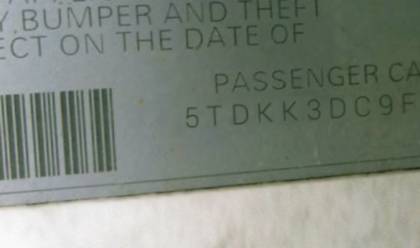 Y,BUMPER AND THEFT
ECT ON THE DATE OF
PASSENGER CA
5TDKK3DC9F